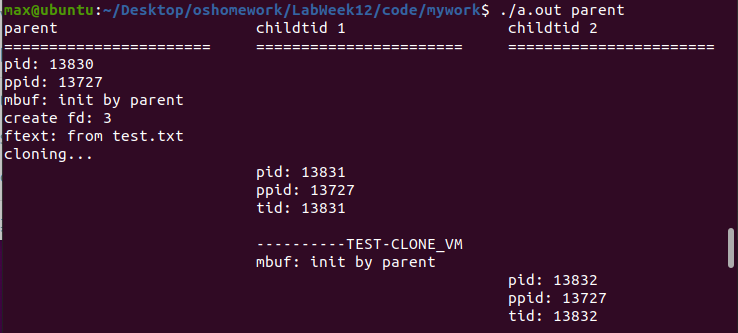 max@ubuntu:~/Desktop/oshomework/LabWeek12/code/mywork$ ./a.out parent
parent                      childtid 1                  childtid 2
=======================     =======================     =======================
pid: 13830
ppid: 13727
mbuf: init by parent
create fd: 3
ftext: from test.txt
cloning...
                            pid: 13831
                            ppid: 13727
                            tid: 13831

                            ----------TEST-CLONE_VM
                            mbuf: init by parent
                                                        pid: 13832
                                                        ppid: 13727
                                                        tid: 13832